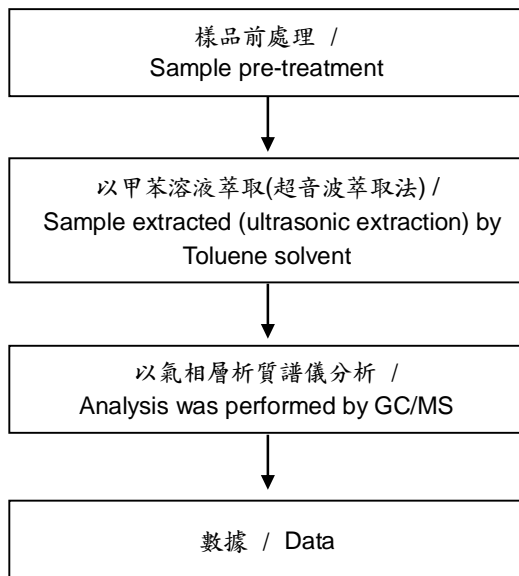 樣品前處理 /
Sample pre-treatment
以甲苯溶液萃取(超音波萃取法) /
Sample extracted (ultrasonic extraction) by
Toluene solvent
以氣相層析質譜儀分析 /
Analysis was performed by GC/MS
數據 / Data